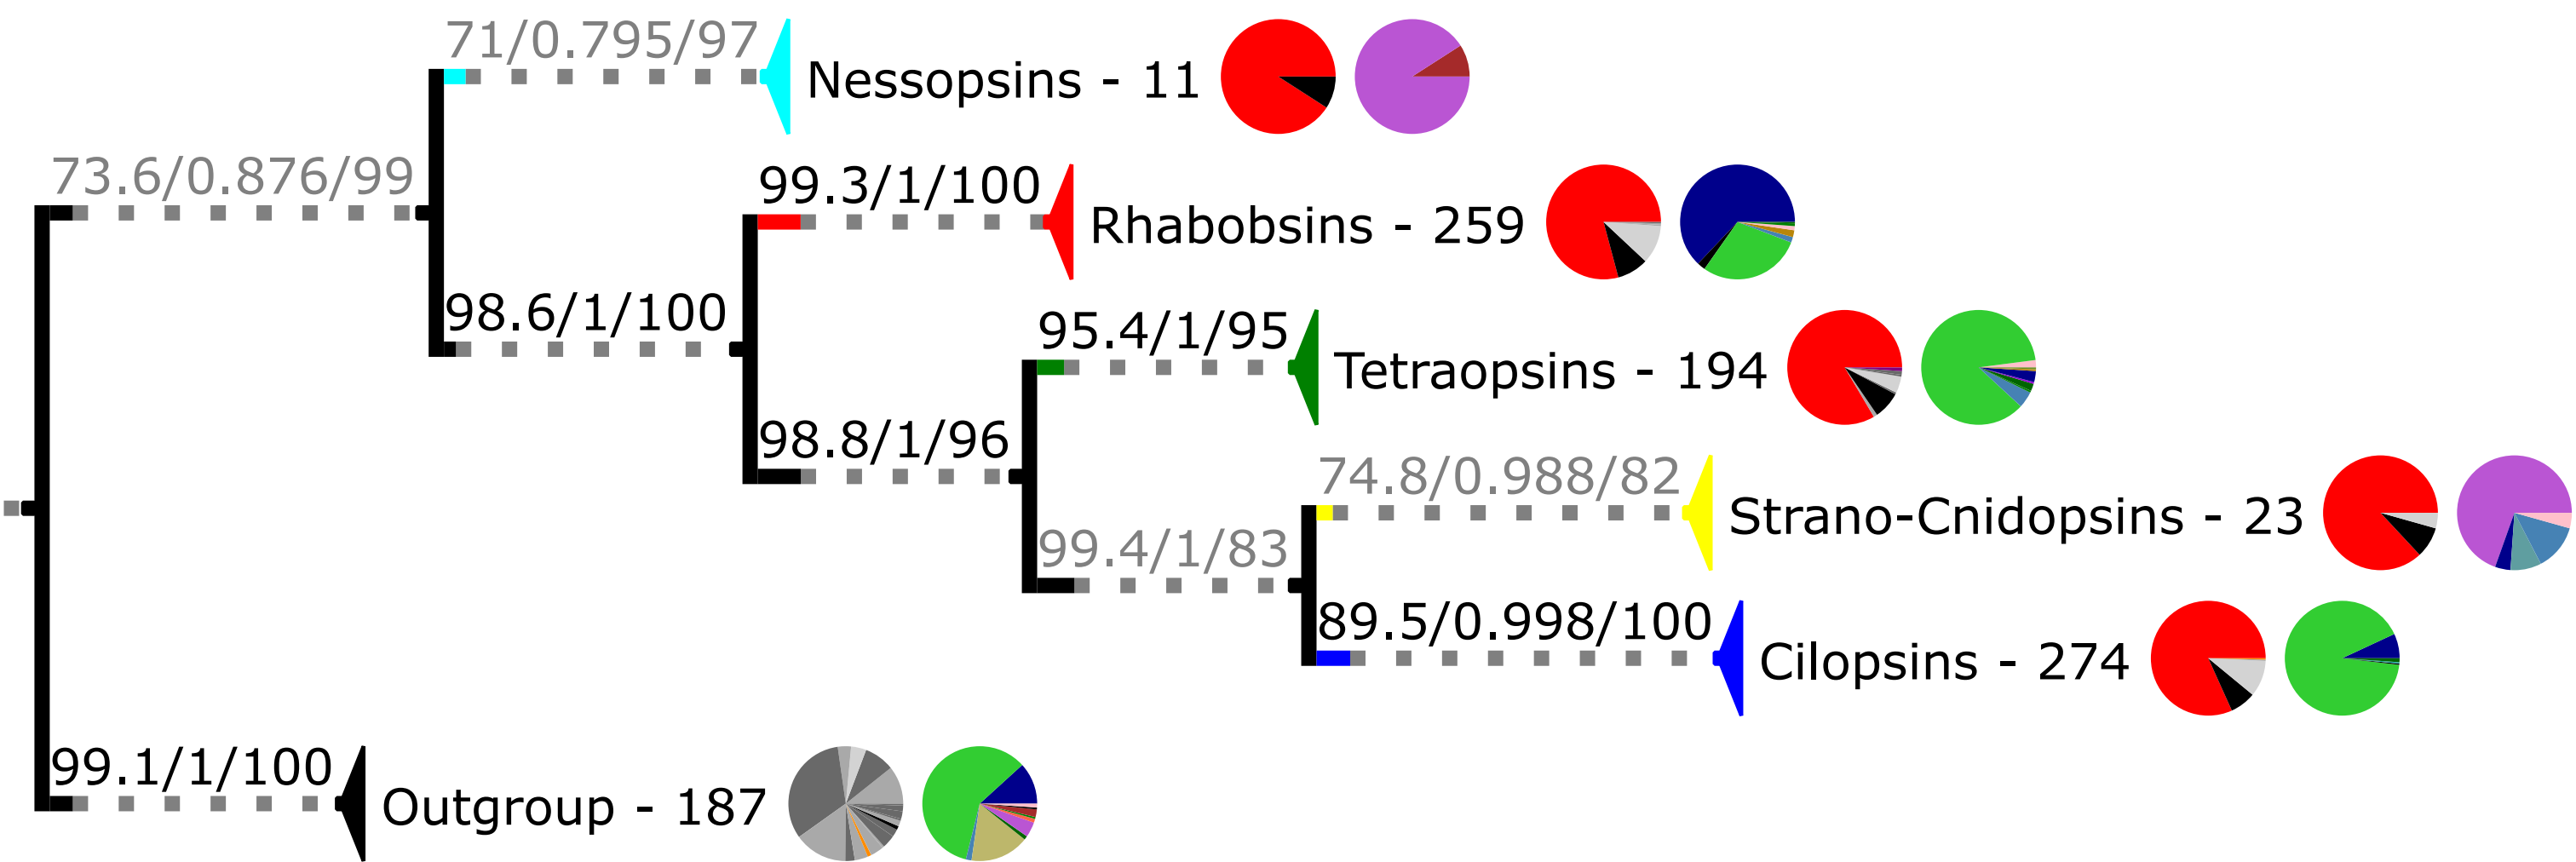 71/0.795/97
Nessopsins - 11
73.6/0.876/99
99.3/1/100
Rhabobsins - 259
98.6/1/100
95.4/1/95
Tetraopsins - 194
98.8/1/96
74.8/0.988/82
Strano-Cnidopsins - 23
99.4/1/83
89.5/0.998/100
Cilopsins - 274
99.1/1/100
Outgroup - 187